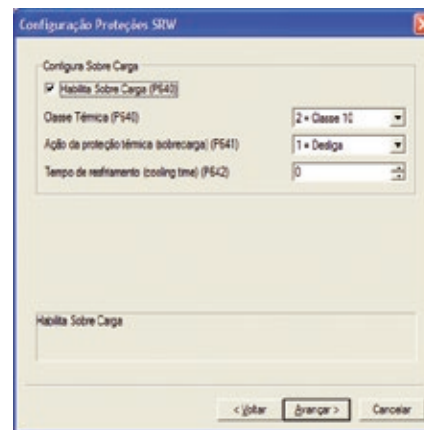 Configuração Proteções SRW
Configura Sobre Carga
Habilita Sobre Carga (P640)
Classe Térmica (P640)
2 = Classe 10
Ação da proteção térmica (sobrecarga) (P641)
1 = Desliga
Tempo de resfriamento (cooling time) (P642)
0
Habilita Sobre Carga
< Voltar
Avançar >
Cancelar